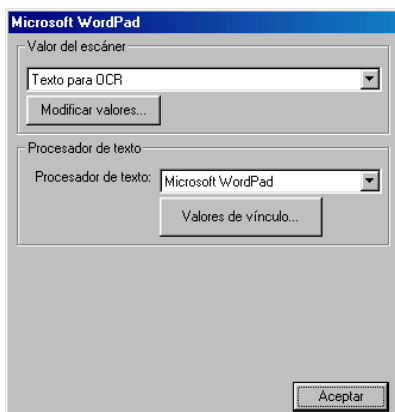 Microsoft WordPad
Valor del escáner
Texto para OCR
Modificar valores...
Procesador de texto
Procesador de texto: Microsoft WordPad
Valores de vínculo...
Aceptar